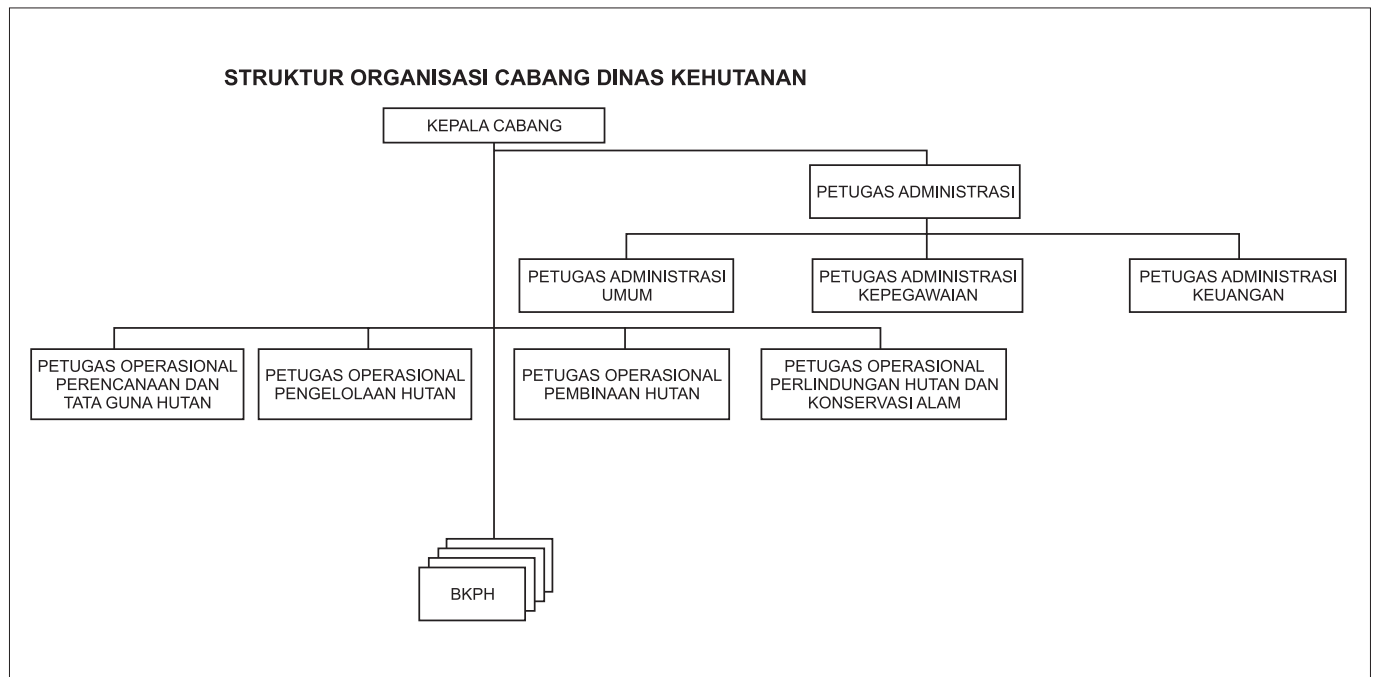 STRUKTUR ORGANISASI CABANG DINAS KEHUTANAN
KEPALA CABANG
PETUGAS ADMINISTRASI
PETUGAS ADMINISTRASI
UMUM
PETUGAS ADMINISTRASI
KEPEGAWAIAN
PETUGAS ADMINISTRASI
KEUANGAN
PETUGAS OPERASIONAL
PERENCANAAN DAN
TATA GUNA HUTAN
PETUGAS OPERASIONAL
PENGELOLAAN HUTAN
PETUGAS OPERASIONAL
PEMBINAAN HUTAN
PETUGAS OPERASIONAL
PERLINDUNGAN HUTAN DAN
KONSERVASI ALAM
BKPH